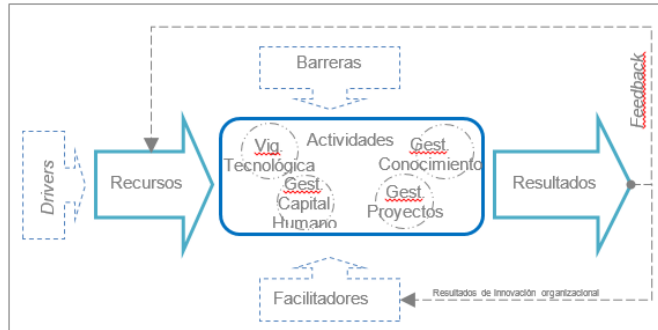 Barreras
Feedback
Drivers
Recursos
Actividades
Vig.
Tecnológica
Gest.
Conocimiento
Gest.
Capital
Humano
Gest
Proyectos
Resultados
Facilitadores
Resultados de Innovación organizacional